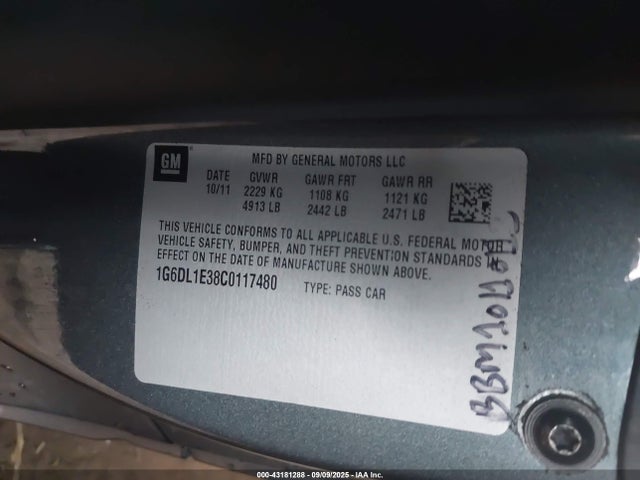 GM
MFD BY GENERAL MOTORS LLC
DATE GVWR GAWR FRT GAWR RR
10/11 2229 KG 1108 KG 1121 KG
4913 LB 2442 LB 2471 LB
THIS VEHICLE CONFORMS TO ALL APPLICABLE U.S. FEDERAL MOTOR
VEHICLE SAFETY, BUMPER, AND THEFT PREVENTION STANDARDS
EFFECT ON THE DATE OF MANUFACTURE SHOWN ABOVE.
1G6DL1E38C0117480 TYPE: PASS CAR
000-43181288 - 09/09/2025 - IAA Inc.